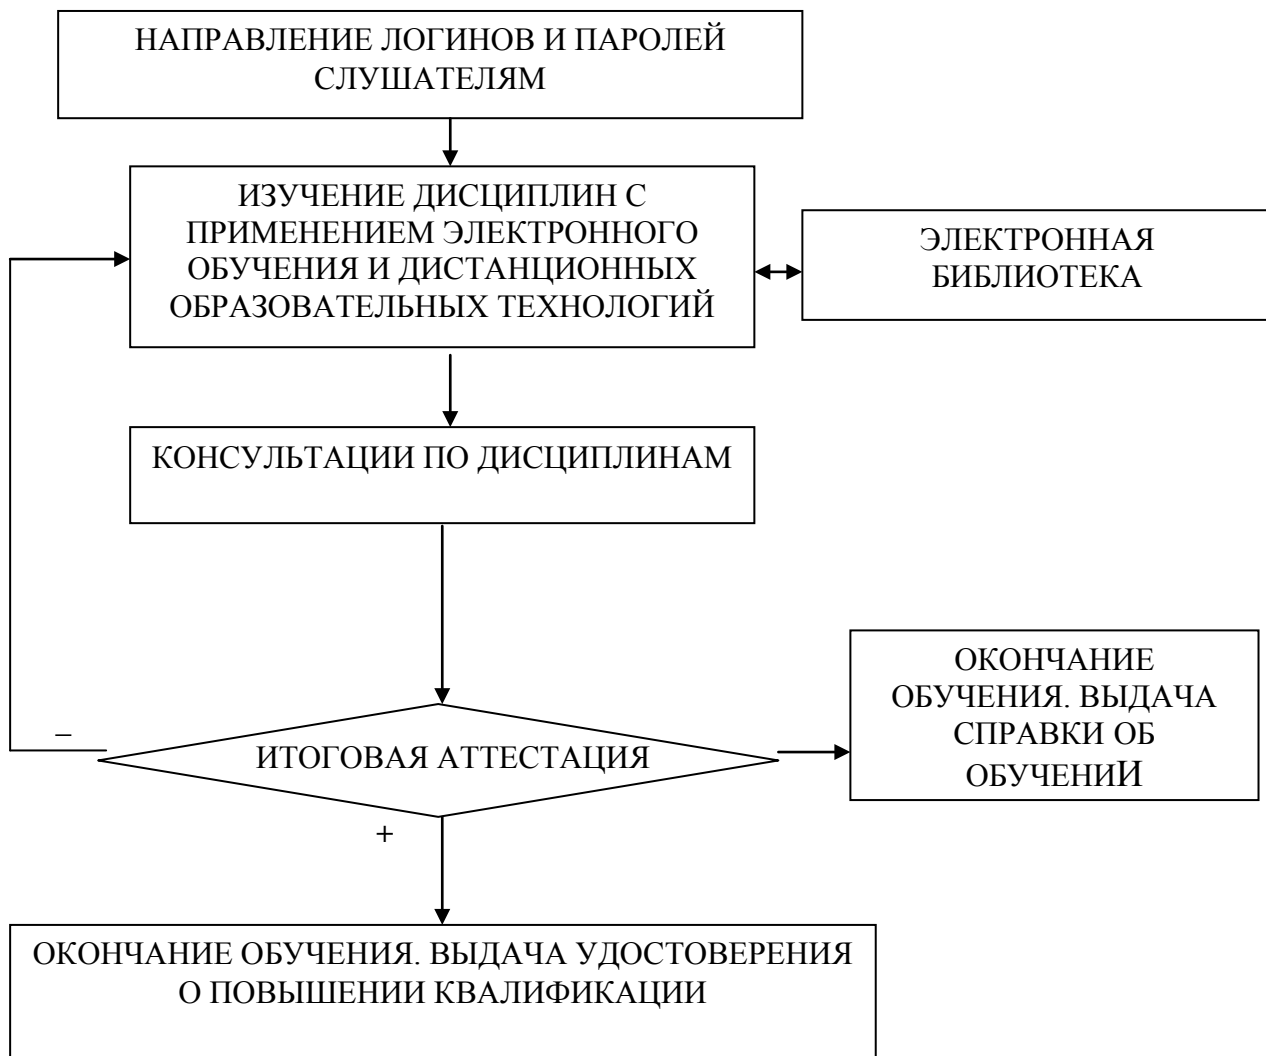 НАПРАВЛЕНИЕ ЛОГИНОВ И ПАРОЛЕЙ
СЛУШАТЕЛЯМ
ИЗУЧЕНИЕ ДИСЦИПЛИН С
ПРИМЕНЕНИЕМ ЭЛЕКТРОННОГО
ОБУЧЕНИЯ И ДИСТАНЦИОННЫХ
ОБРАЗОВАТЕЛЬНЫХ ТЕХНОЛОГИЙ
ЭЛЕКТРОННАЯ
БИБЛИОТЕКА
КОНСУЛЬТАЦИИ ПО ДИСЦИПЛИНАМ
ОКОНЧАНИЕ
ОБУЧЕНИЯ. ВЫДАЧА
СПРАВКИ ОБ
ОБУЧЕНИИ
–
ИТОГОВАЯ АТТЕСТАЦИЯ
+
ОКОНЧАНИЕ ОБУЧЕНИЯ. ВЫДАЧА УДОСТОВЕРЕНИЯ
О ПОВЫШЕНИИ КВАЛИФИКАЦИИ